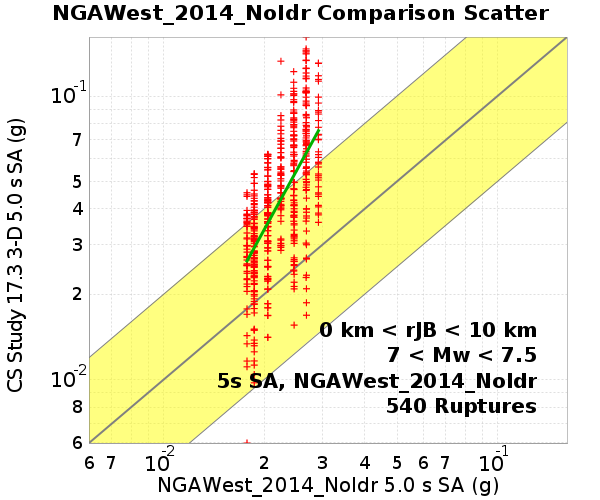 NGAWest_2014_NoIdr Comparison Scatter
CS Study 17.3 3-D 5.0 s SA (g)
10-1
7
5
4
3
2
10-2
8
6
0 km < rJB < 10 km
7 < Mw < 7.5
5s SA, NGAWest_2014_NoIdr
540 Ruptures
6 7 10-2 2 3 4 5 6 7 8 10-1
NGAWest_2014_NoIdr 5.0 s SA (g)